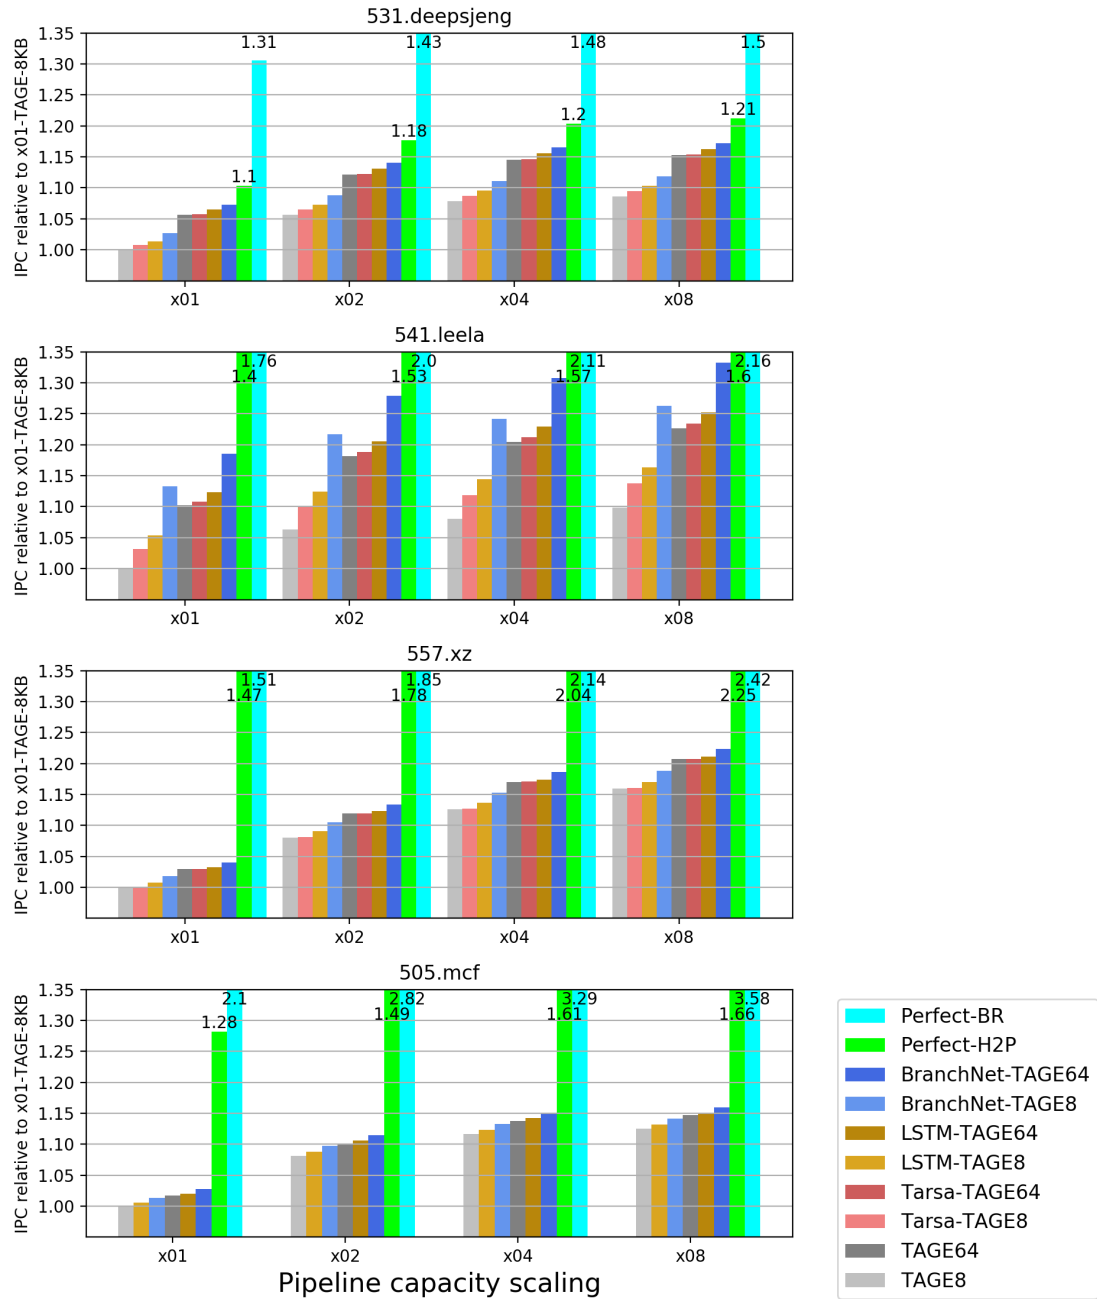 531.deepsjeng
IPC relative to x01-TAGE-8KB
1.35
1.30
1.25
1.20
1.15
1.10
1.05
1.00
1.31
1.43
1.48
1.5
1.1
1.18
1.2
1.21
x01
x02
x04
x08
541.leela
IPC relative to x01-TAGE-8KB
1.35
1.30
1.25
1.20
1.15
1.10
1.05
1.00
1.76
2.0
2.11
2.16
1.4
1.53
1.57
1.6
x01
x02
x04
x08
557.xz
IPC relative to x01-TAGE-8KB
1.35
1.30
1.25
1.20
1.15
1.10
1.05
1.00
1.51
1.85
2.14
2.42
1.47
1.78
2.04
2.25
x01
x02
x04
x08
505.mcf
IPC relative to x01-TAGE-8KB
1.35
1.30
1.25
1.20
1.15
1.10
1.05
1.00
2.1
2.82
3.29
3.58
1.28
1.49
1.61
1.66
x01
x02
x04
x08
Pipeline capacity scaling
Perfect-BR
Perfect-H2P
BranchNet-TAGE64
BranchNet-TAGE8
LSTM-TAGE64
LSTM-TAGE8
Tarsa-TAGE64
Tarsa-TAGE8
TAGE64
TAGE8